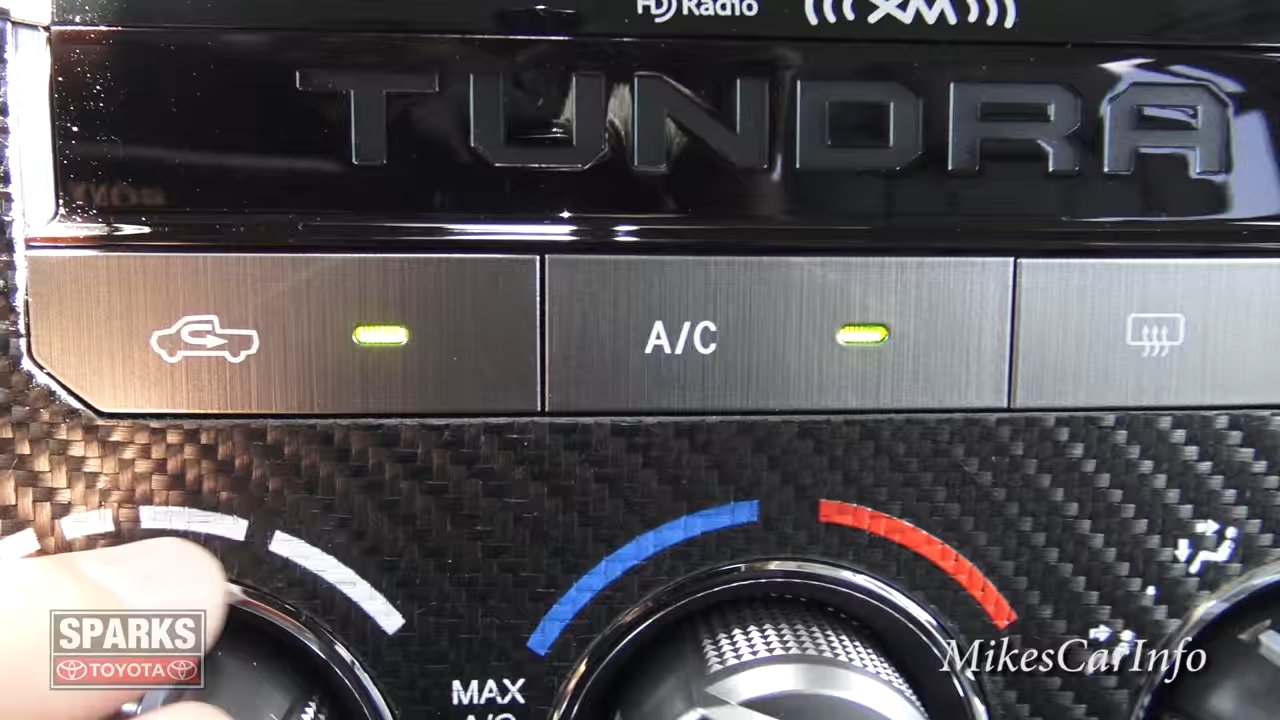 HD Radio
((( XM )))
TUNDRA
A/C
MAX
A/C
SPARKS
TOYOTA
MikesCarInfo